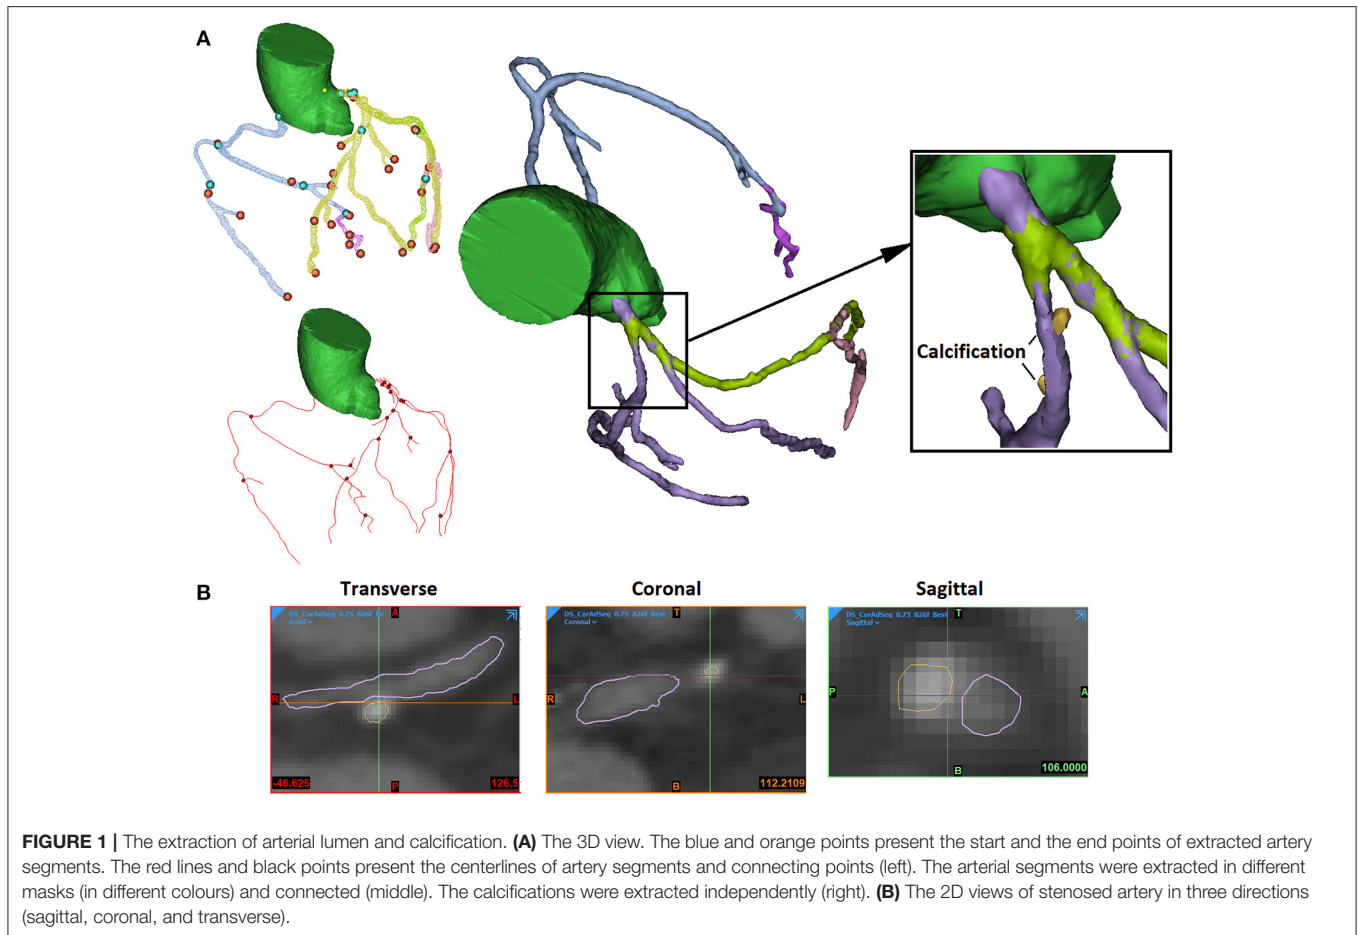 A
Calcification
B
Transverse
Coronal
Sagittal
DS_CorAdSeq 0.75 B26f Be
Axial
A
R
L
-46.625
P
126.5
DS_CorAdSeq 0.75 B26f Best
Coronal
T
R
L
B
112.2109
DS_CorAdSeq 0.75 B26f Best
Sagittal
T
P
A
B
106.0000
FIGURE 1 | The extraction of arterial lumen and calcification. (A) The 3D view. The blue and orange points present the start and the end points of extracted artery
segments. The red lines and black points present the centerlines of artery segments and connecting points (left). The arterial segments were extracted in different
masks (in different colours) and connected (middle). The calcifications were extracted independently (right). (B) The 2D views of stenosed artery in three directions
(sagittal, coronal, and transverse).